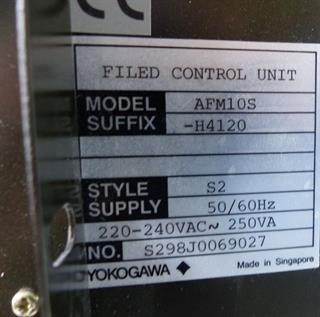 CE
FILED CONTROL UNIT
MODEL AFM10S
SUFFIX -H4120
STYLE S2
SUPPLY 50/60Hz
220-240VAC~ 250VA
NO. S298J0069027
YOKOGAWA ◆ Made in Singapore